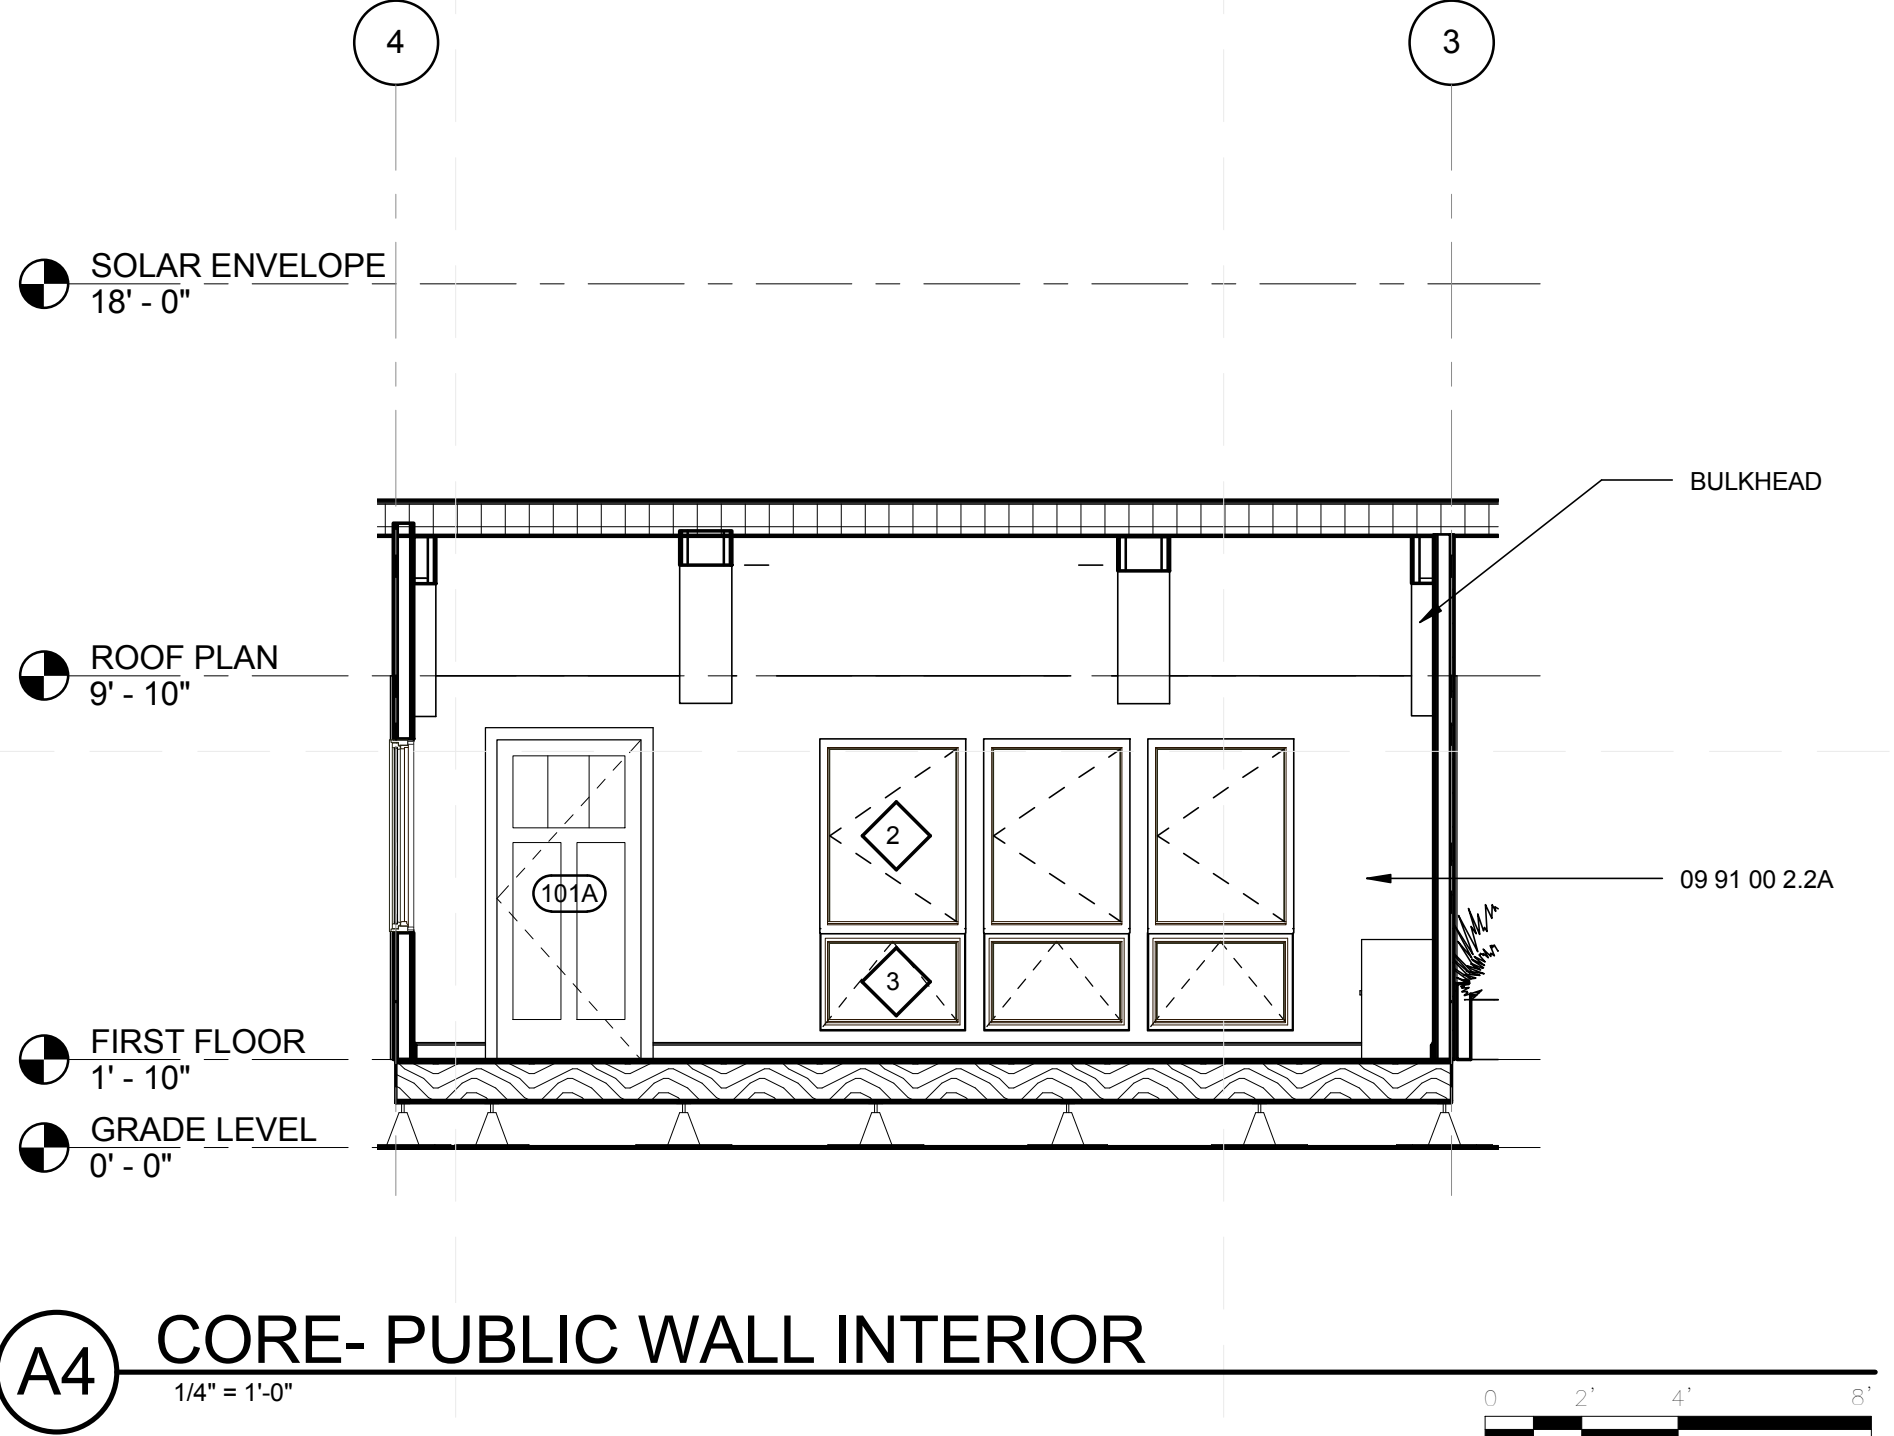 4
3
SOLAR ENVELOPE
18' - 0"
BULKHEAD
ROOF PLAN
9' - 10"
2
101A
09 91 00 2.2A
3
FIRST FLOOR
1' - 10"
GRADE LEVEL
0' - 0"
A4
CORE- PUBLIC WALL INTERIOR
1/4" = 1'-0"
0 2' 4' 8'